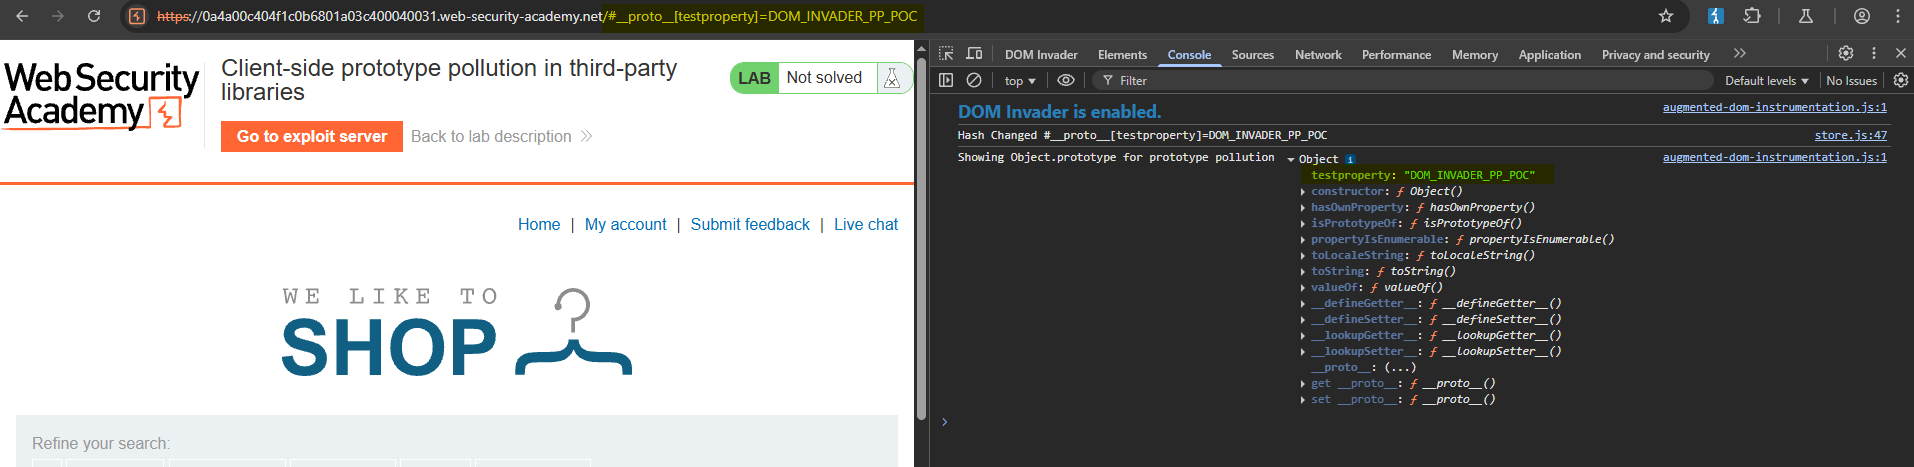 https://0a4a00c404f1c0b6801a03c400040031.web-security-academy.net/#__proto__[testproperty]=DOM_INVADER_PP_POC
Web Security
Academy
Client-side prototype pollution in third-party
libraries
LAB Not solved
Go to exploit server
Back to lab description
Home | My account | Submit feedback | Live chat
WE LIKE TO
SHOP
Refine your search:
DOM Invader Elements Console Sources Network Performance Memory Application Privacy and security
top Filter Default levels No Issues
DOM Invader is enabled. augmented-dom-instrumentation.js:1
Hash Changed #__proto__[testproperty]=DOM_INVADER_PP_POC store.js:47
Showing Object.prototype for prototype pollution Object i augmented-dom-instrumentation.js:1
testproperty: "DOM_INVADER_PP_POC"
constructor: ƒ Object()
hasOwnProperty: ƒ hasOwnProperty()
isPrototypeOf: ƒ isPrototypeOf()
propertyIsEnumerable: ƒ propertyIsEnumerable()
toLocaleString: ƒ toLocaleString()
toString: ƒ toString()
valueOf: ƒ valueOf()
__defineGetter__: ƒ __defineGetter__()
__defineSetter__: ƒ __defineSetter__()
__lookupGetter__: ƒ __lookupGetter__()
__lookupSetter__: ƒ __lookupSetter__()
__proto__: (...)
get __proto__: ƒ __proto__()
set __proto__: ƒ __proto__()